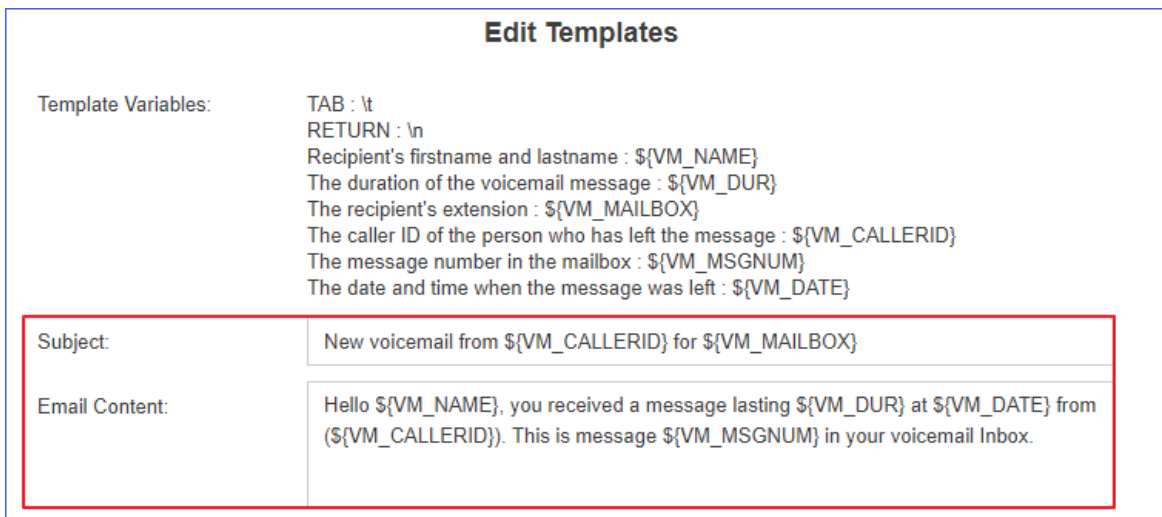 Edit Templates
Template Variables:
TAB : \t
RETURN : \n
Recipient's firstname and lastname : ${VM_NAME}
The duration of the voicemail message : ${VM_DUR}
The recipient's extension : ${VM_MAILBOX}
The caller ID of the person who has left the message : ${VM_CALLERID}
The message number in the mailbox : ${VM_MSGNUM}
The date and time when the message was left : ${VM_DATE}
Subject:
New voicemail from ${VM_CALLERID} for ${VM_MAILBOX}
Email Content:
Hello ${VM_NAME}, you received a message lasting ${VM_DUR} at ${VM_DATE} from
(${VM_CALLERID}). This is message ${VM_MSGNUM} in your voicemail Inbox.